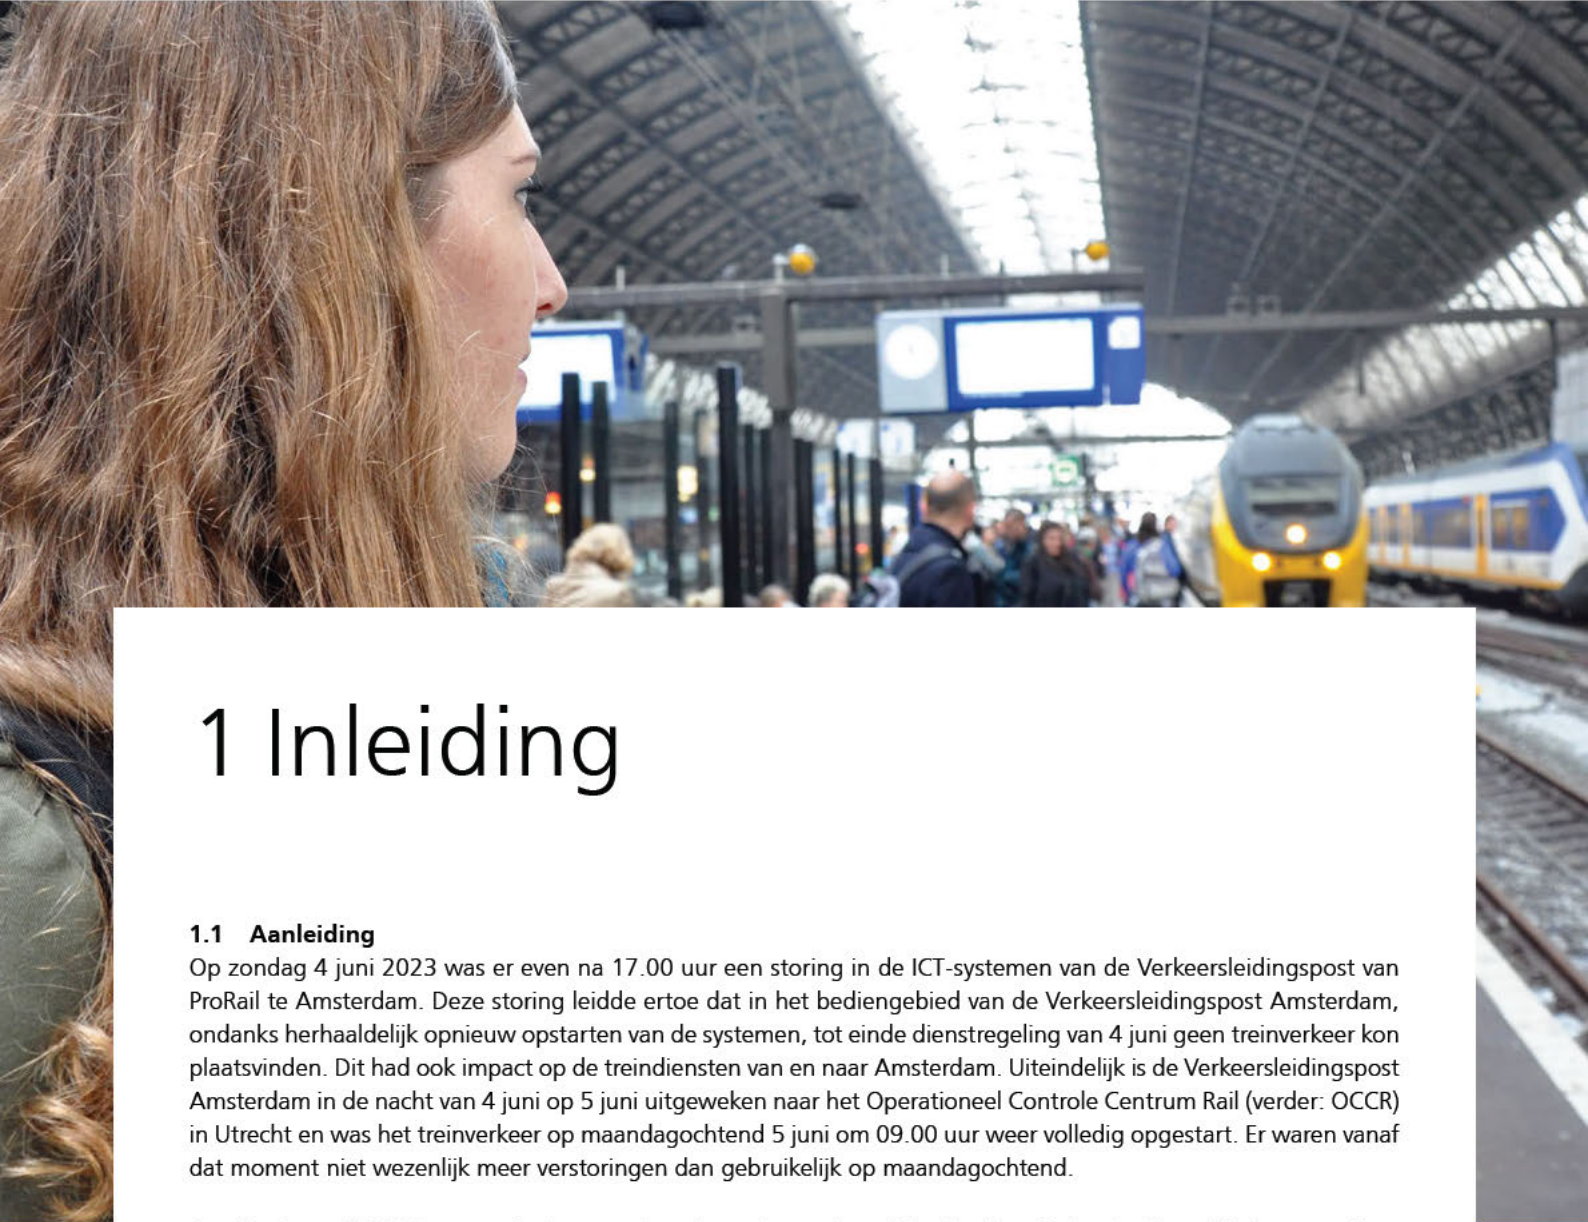 1 Inleiding
1.1 Aanleiding
Op zondag 4 juni 2023 was er even na 17.00 uur een storing in de ICT-systemen van de Verkeersleidingspost van
ProRail te Amsterdam. Deze storing leidde ertoe dat in het bediengebied van de Verkeersleidingspost Amsterdam,
ondanks herhaaldelijk opnieuw opstarten van de systemen, tot einde dienstregeling van 4 juni geen treinverkeer kon
plaatsvinden. Dit had ook impact op de treindiensten van en naar Amsterdam. Uiteindelijk is de Verkeersleidingspost
Amsterdam in de nacht van 4 juni op 5 juni uitgeweken naar het Operationeel Controle Centrum Rail (verder: OCCR)
in Utrecht en was het treinverkeer op maandagochtend 5 juni om 09.00 uur weer volledig opgestart. Er waren vanaf
dat moment niet wezenlijk meer verstoringen dan gebruikelijk op maandagochtend.